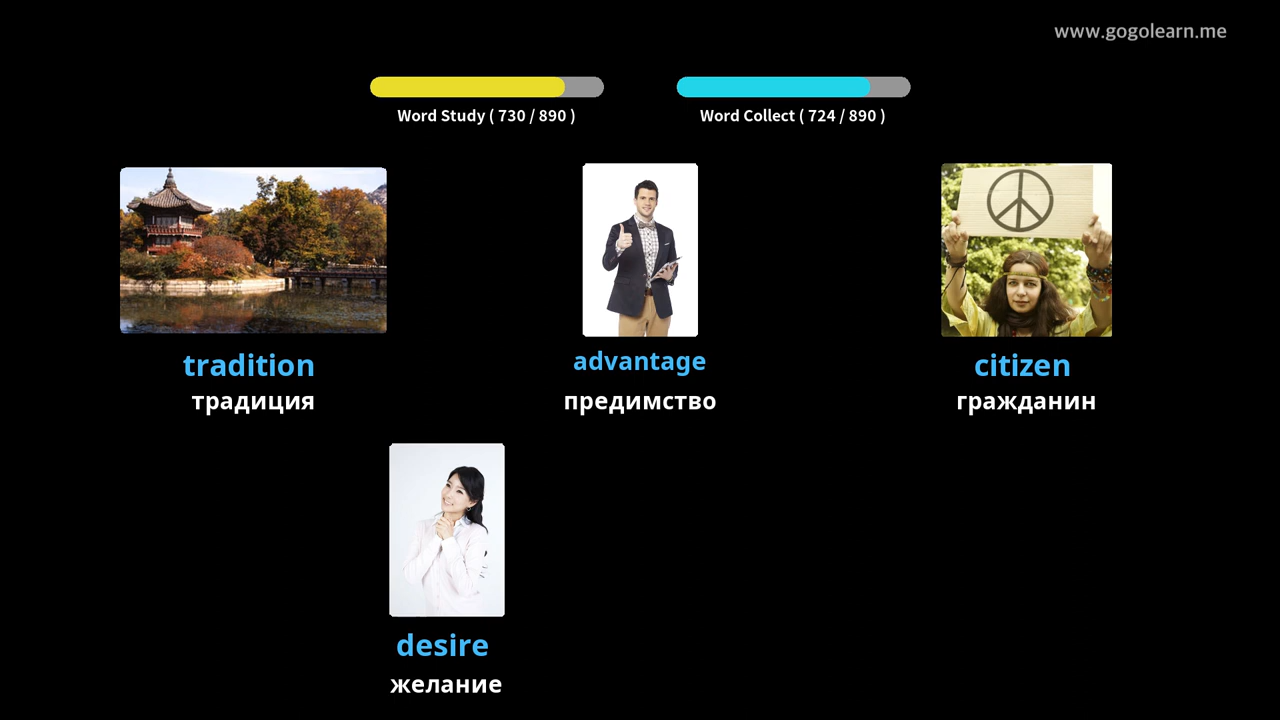 www.gogolearn.me
Word Study ( 730 / 890 )
Word Collect ( 724 / 890 )
tradition
традиция
advantage
предимство
citizen
гражданин
desire
желание